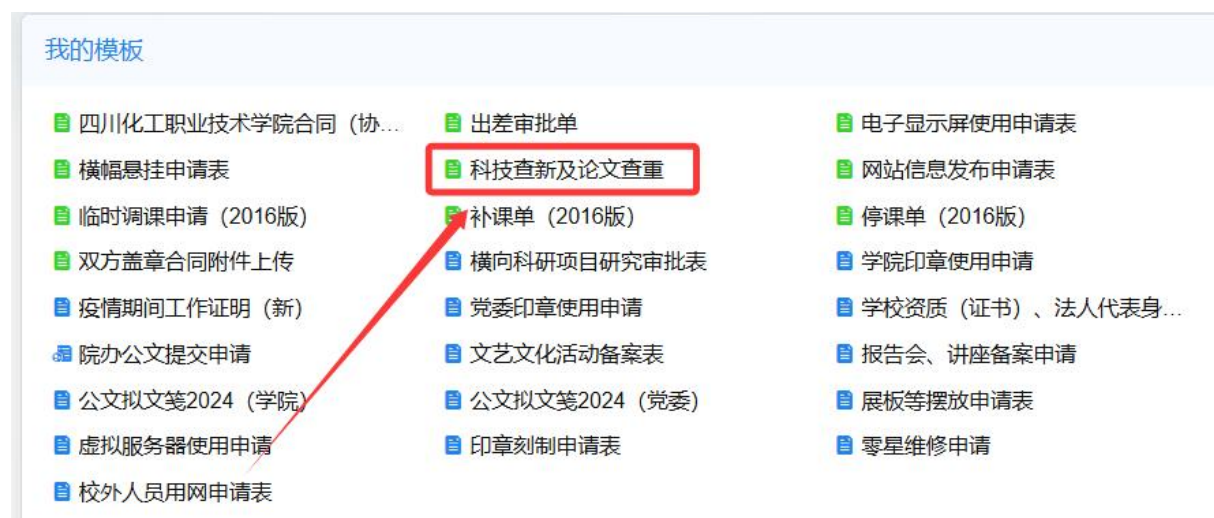 我的模板
四川化工职业技术学院合同（协... 出差审批单 电子显示屏使用申请表
横幅悬挂申请表 科技查新及论文查重 网站信息发布申请表
临时调课申请（2016版） 补课单（2016版） 停课单（2016版）
双方盖章合同附件上传 横向科研项目研究审批表 学院印章使用申请
疫情期间工作证明（新） 党委印章使用申请 学校资质（证书）、法人代表身...
院办公文提交申请 文艺文化活动备案表 报告会、讲座备案申请
公文拟文笺2024（学院） 公文拟文笺2024（党委） 展板等摆放申请表
虚拟服务器使用申请 印章刻制申请表 零星维修申请
校外人员用网申请表